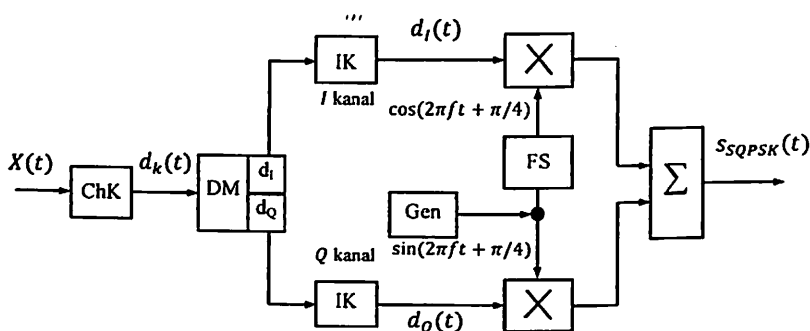 IK
d_I(t)
I kanal
cos(2πft + π/4)
X(t)
ChK
d_k(t)
DM
d_I
d_Q
FS
Gen
∑
s_SQPSK(t)
Q kanal
sin(2πft + π/4)
IK
d_Q(t)